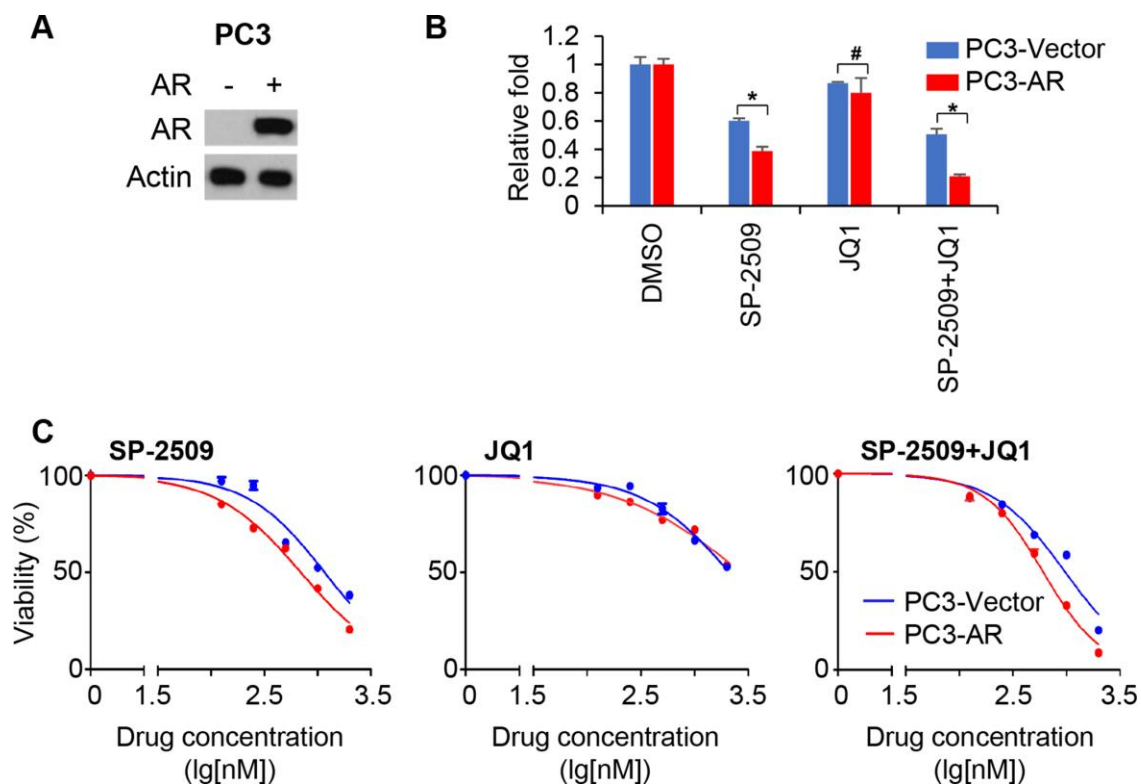 A
PC3
AR - +
AR
Actin
B
1.2
1
0.8
0.6
0.4
0.2
0
Relative fold
*
#
*
PC3-Vector
PC3-AR
DMSO
SP-2509
JQ1
SP-2509+JQ1
C
SP-2509
100
50
0
Viability (%)
0 1.5 2.5 3.5
Drug concentration
(lg[nM])
JQ1
100
50
0
0 1.5 2.5 3.5
Drug concentration
(lg[nM])
SP-2509+JQ1
100
50
0
PC3-Vector
PC3-AR
0 1.5 2.5 3.5
Drug concentration
(lg[nM])